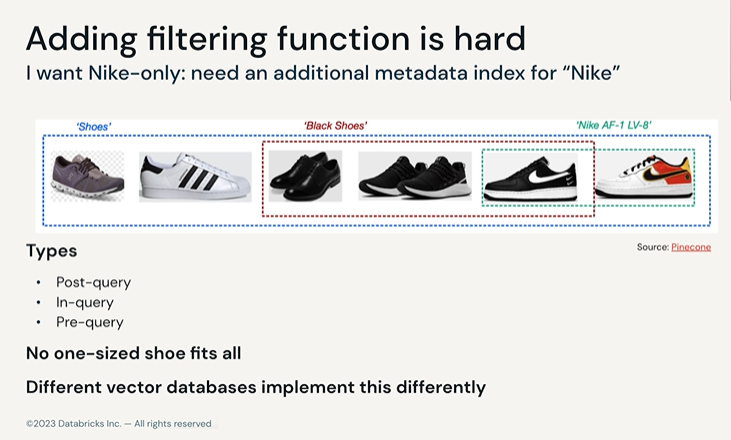 Adding filtering function is hard
I want Nike-only: need an additional metadata index for “Nike”
‘Shoes’ ‘Black Shoes’ ‘Nike AF-1 LV-8’
Source: Pinecone
Types
• Post-query
• In-query
• Pre-query
No one-sized shoe fits all
Different vector databases implement this differently
©2023 Databricks Inc. — All rights reserved